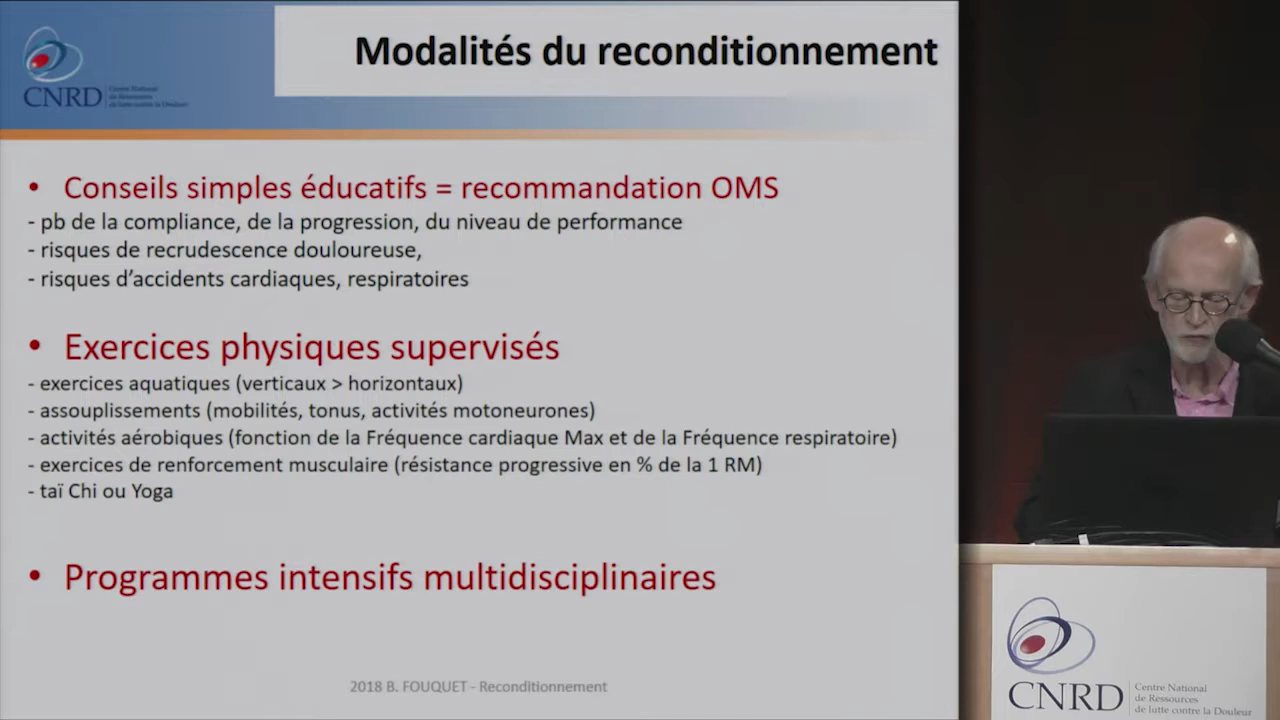 Modalités du reconditionnement
CNRD
Centre National
de Ressources
de lutte contre la Douleur
• Conseils simples éducatifs = recommandation OMS
- pb de la compliance, de la progression, du niveau de performance
- risques de recrudescence douloureuse,
- risques d'accidents cardiaques, respiratoires
• Exercices physiques supervisés
- exercices aquatiques (verticaux > horizontaux)
- assouplissements (mobilités, tonus, activités motoneurones)
- activités aérobiques (fonction de la Fréquence cardiaque Max et de la Fréquence respiratoire)
- exercices de renforcement musculaire (résistance progressive en % de la 1 RM)
- taï Chi ou Yoga
• Programmes intensifs multidisciplinaires
2018 B. FOUQUET - Reconditionnement
CNRD
Centre National
de Ressources
de lutte contre la Douleur